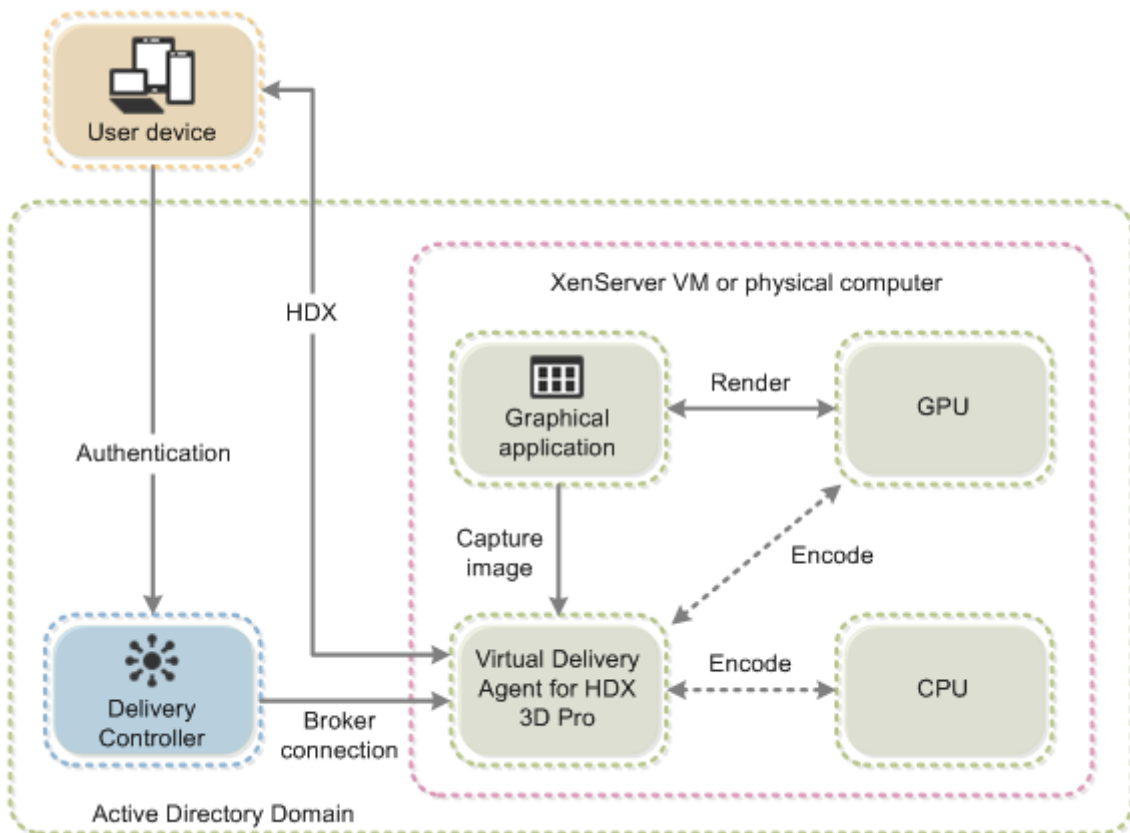 User device
XenServer VM or physical computer
HDX
Render
Graphical
application
GPU
Authentication
Capture
image
Encode
Virtual Delivery
Agent for HDX
3D Pro
Encode
CPU
Delivery
Controller
Broker
connection
Active Directory Domain